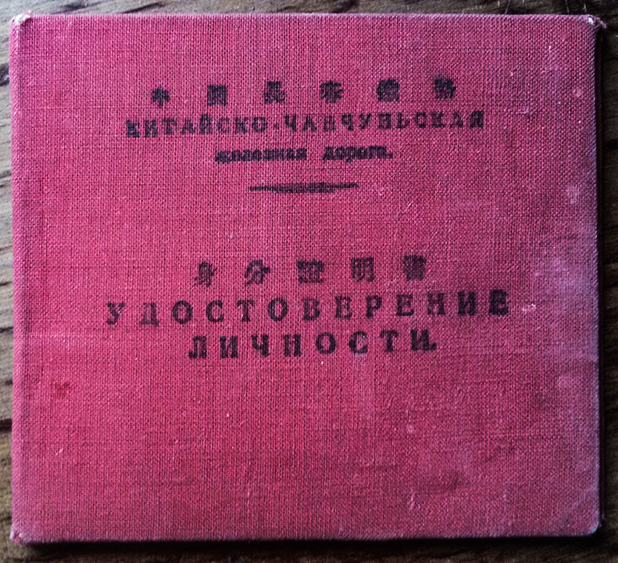 中國長春鐵路
КИТАЙСКО-ЧАНЧУНЬСКАЯ
железная дорога.
身分證明書
УДОСТОВЕРЕНИЕ
ЛИЧНОСТИ.